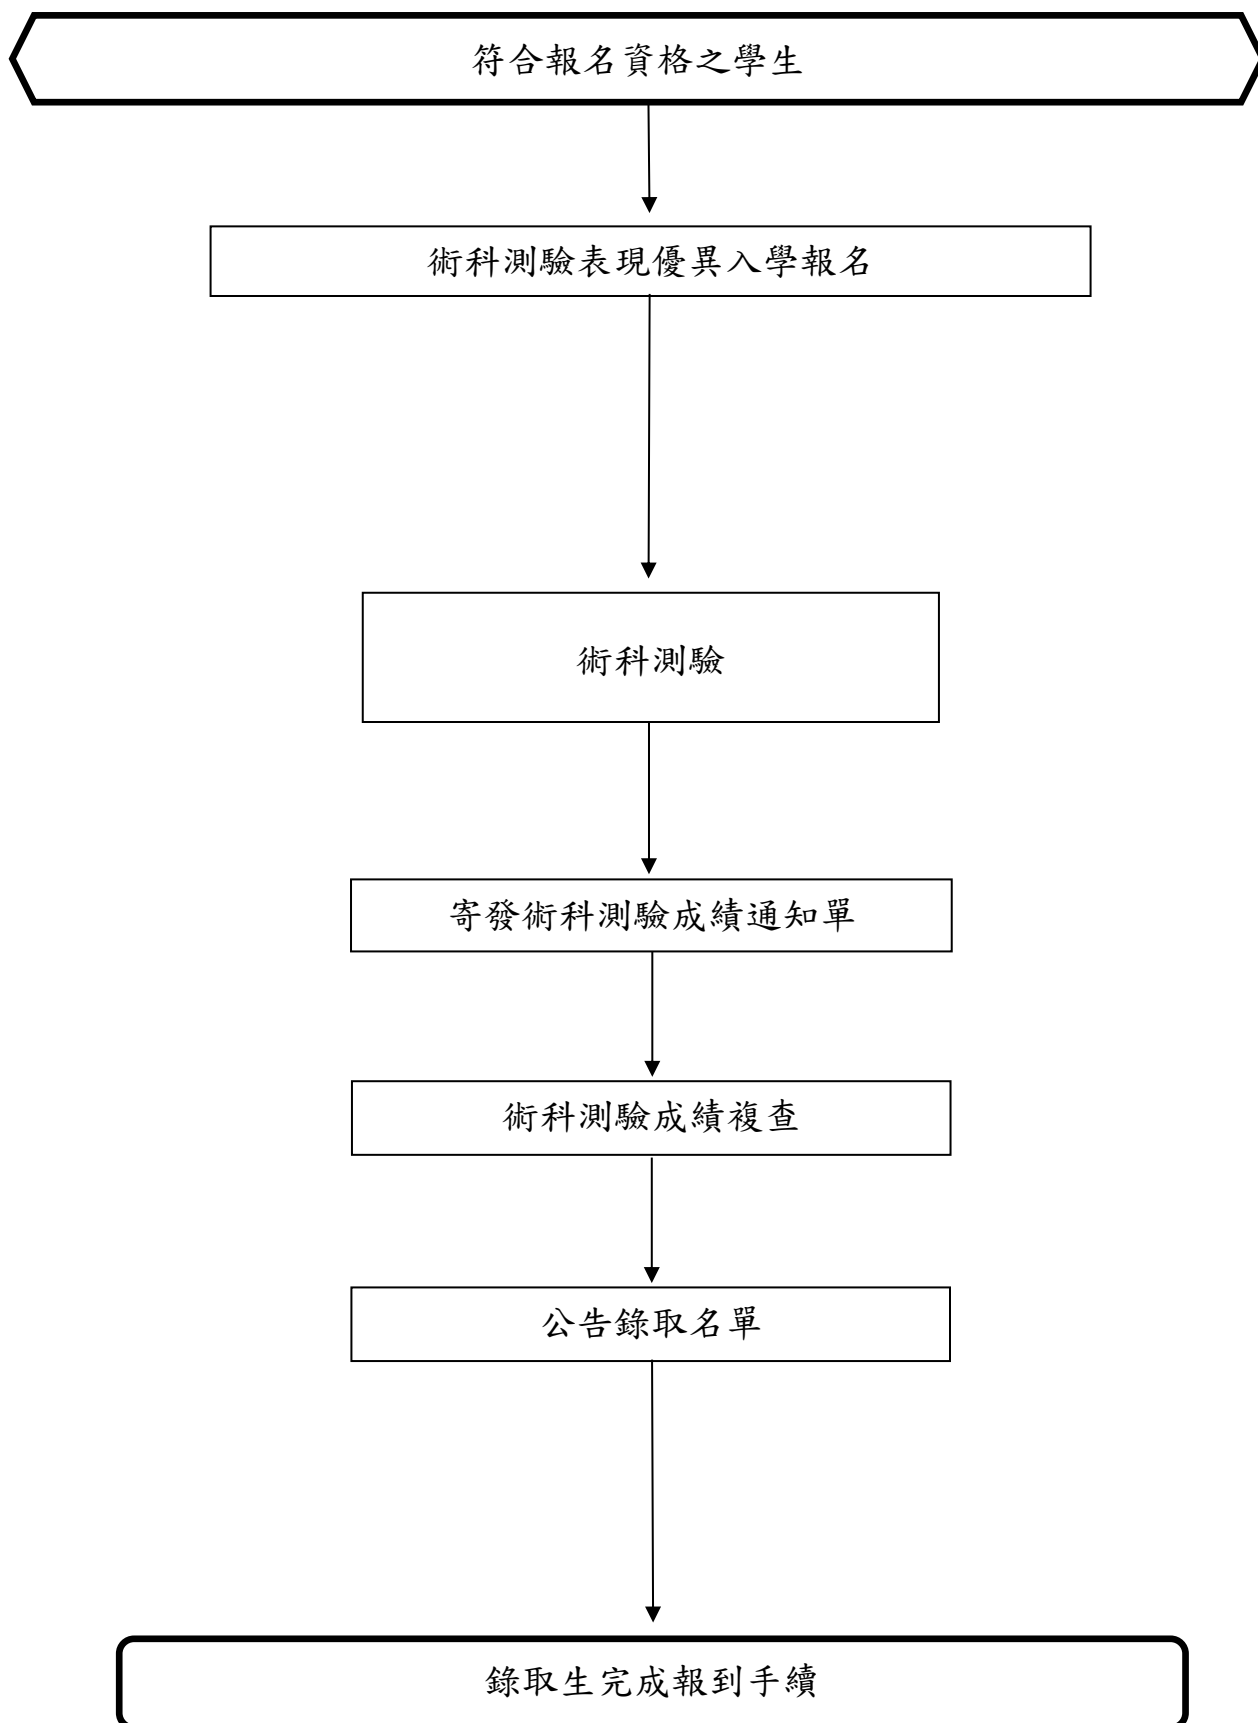 符合報名資格之學生
術科測驗表現優異入學報名
術科測驗
寄發術科測驗成績通知單
術科測驗成績複查
公告錄取名單
錄取生完成報到手續